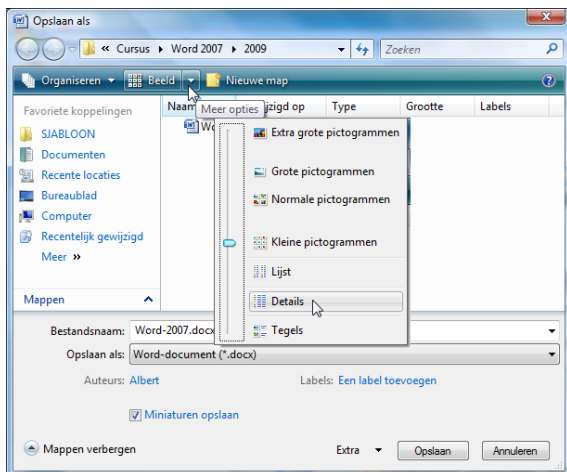 Opslaan als
« Cursus ▸ Word 2007 ▸ 2009
Zoeken
Organiseren Beeld Nieuwe map
Favoriete koppelingen
SJABLOON
Documenten
Recente locaties
Bureaublad
Computer
Recentelijk gewijzigd
Meer »
Mappen
Naam jzigd op Type Grootte Labels
Meer opties
Wo
Extra grote pictogrammen
Grote pictogrammen
Normale pictogrammen
Kleine pictogrammen
Lijst
Details
Tegels
Bestandsnaam: Word-2007.docx
Opslaan als: Word-document (*.docx)
Auteurs: Albert Labels: Een label toevoegen
Miniaturen opslaan
Mappen verbergen Extra Opslaan Annuleren